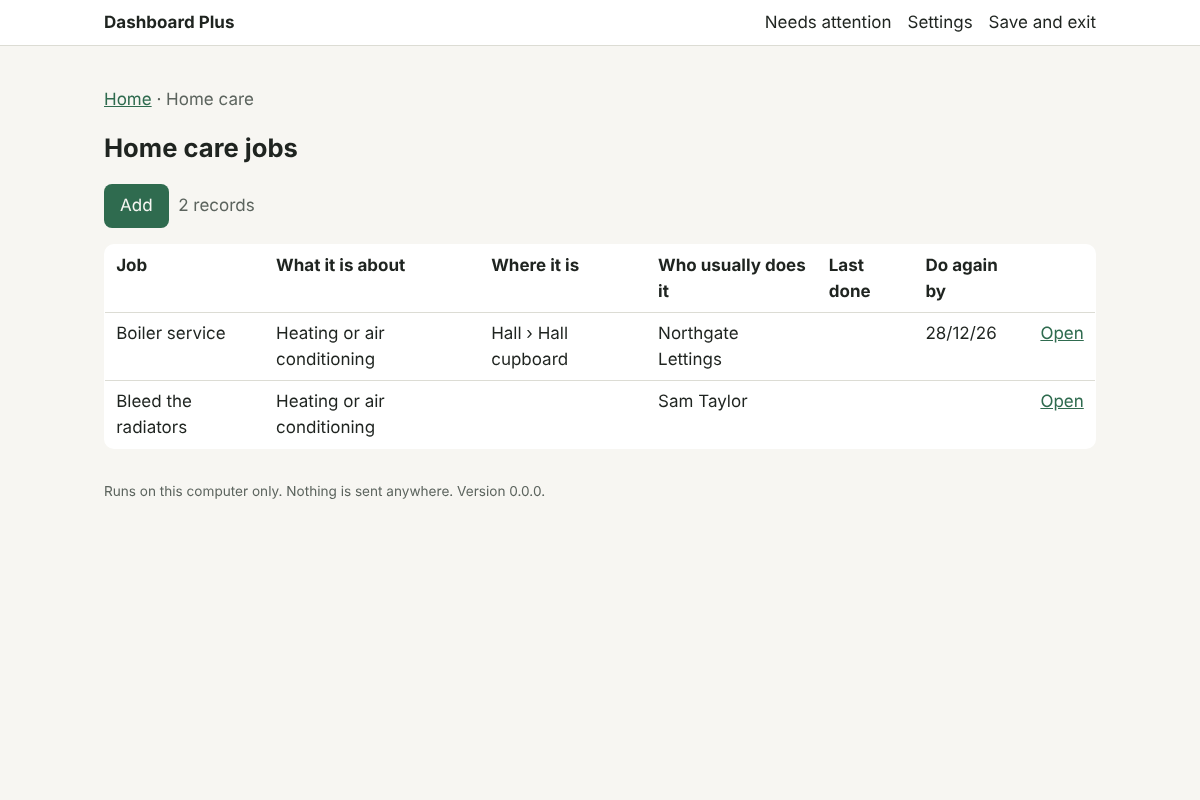 Dashboard Plus
Needs attention Settings Save and exit
Home · Home care
Home care jobs
Add 2 records
Job What it is about Where it is Who usually does it Last done Do again by
Boiler service Heating or air conditioning Hall › Hall cupboard Northgate Lettings 28/12/26 Open
Bleed the radiators Heating or air conditioning Sam Taylor Open
Runs on this computer only. Nothing is sent anywhere. Version 0.0.0.